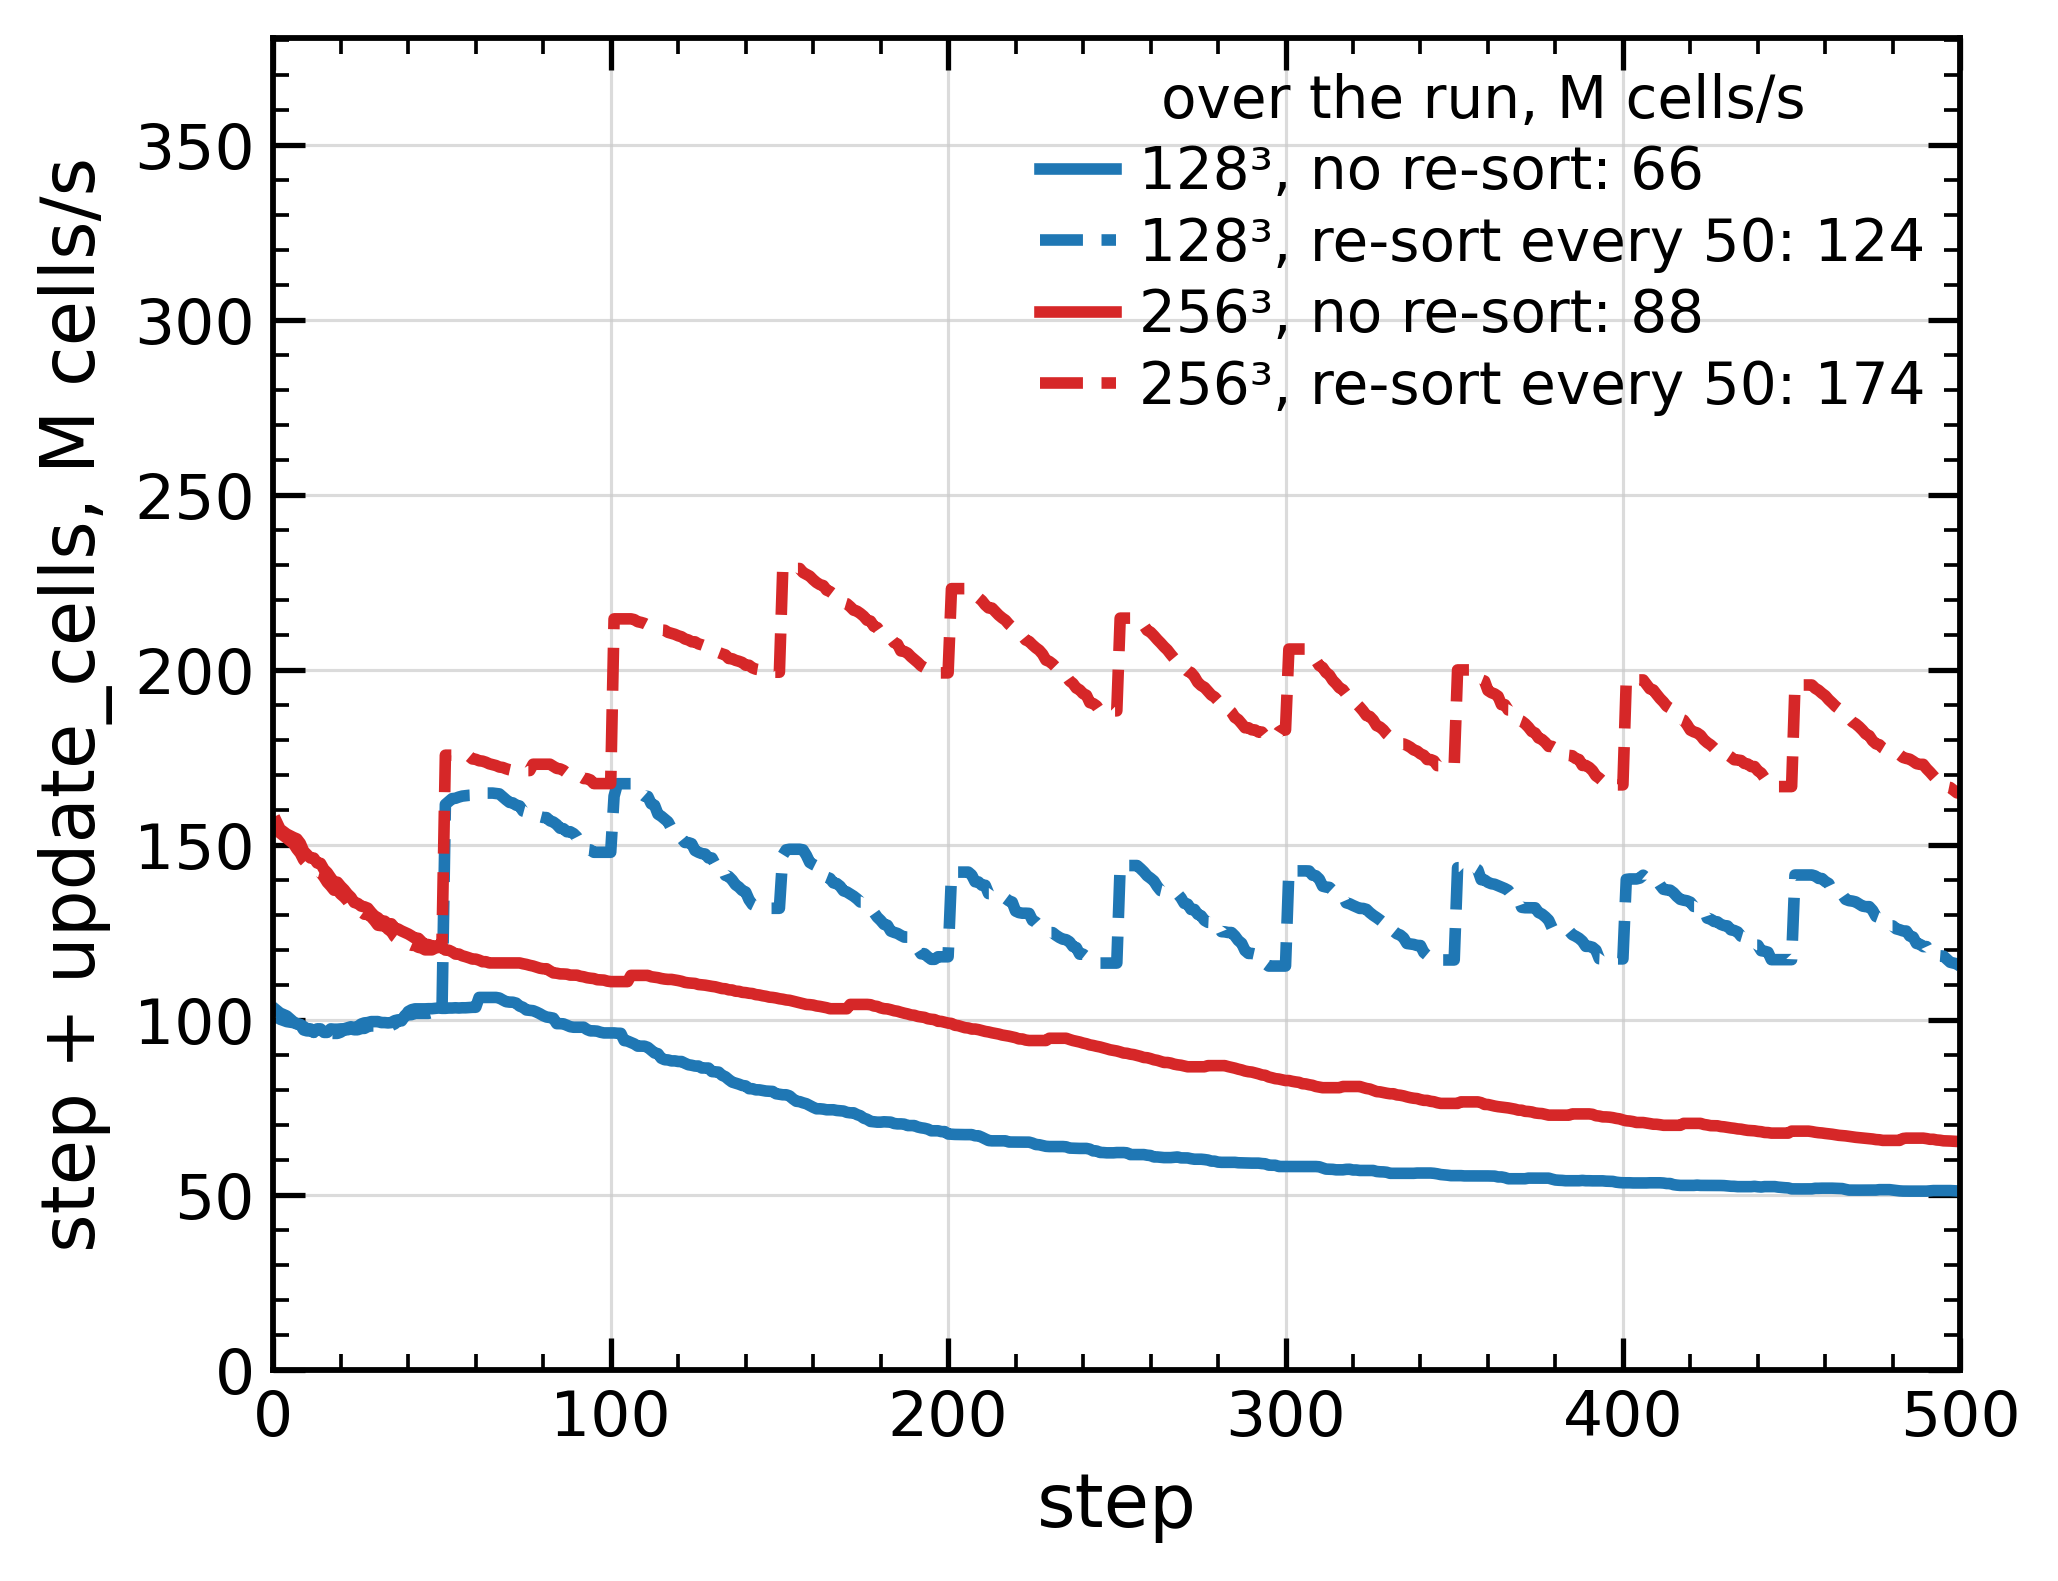 step + update_cells, M cells/s
350
300
250
200
150
100
50
0
over the run, M cells/s
128³, no re-sort: 66
128³, re-sort every 50: 124
256³, no re-sort: 88
256³, re-sort every 50: 174
0 100 200 300 400 500
step